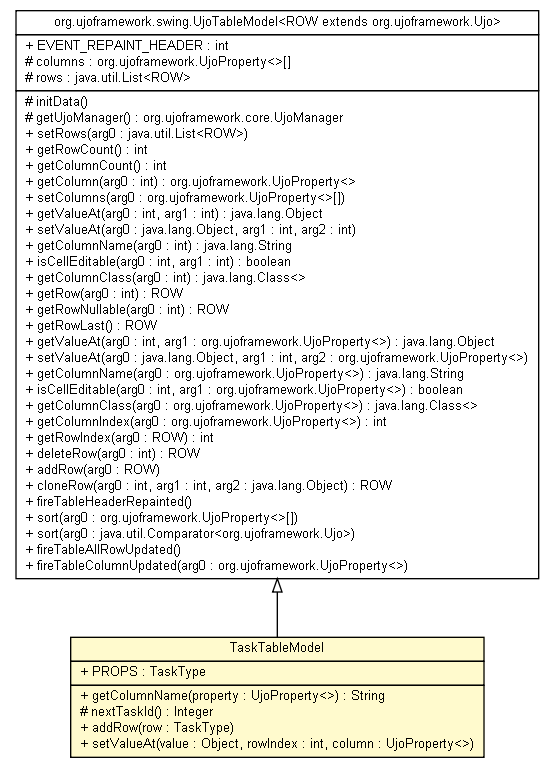 org.ujoframework.swing.UjoTableModel<ROW extends org.ujoframework.Ujo>
+ EVENT_REPAINT_HEADER : int
# columns : org.ujoframework.UjoProperty<>[]
# rows : java.util.List<ROW>
# initData()
# getUjoManager() : org.ujoframework.core.UjoManager
+ setRows(arg0 : java.util.List<ROW>)
+ getRowCount() : int
+ getColumnCount() : int
+ getColumn(arg0 : int) : org.ujoframework.UjoProperty<>
+ setColumns(arg0 : org.ujoframework.UjoProperty<>[])
+ getValueAt(arg0 : int, arg1 : int) : java.lang.Object
+ setValueAt(arg0 : java.lang.Object, arg1 : int, arg2 : int)
+ getColumnName(arg0 : int) : java.lang.String
+ isCellEditable(arg0 : int, arg1 : int) : boolean
+ getColumnClass(arg0 : int) : java.lang.Class<>
+ getRow(arg0 : int) : ROW
+ getRowNullable(arg0 : int) : ROW
+ getRowLast() : ROW
+ getValueAt(arg0 : int, arg1 : org.ujoframework.UjoProperty<>) : java.lang.Object
+ setValueAt(arg0 : java.lang.Object, arg1 : int, arg2 : org.ujoframework.UjoProperty<>)
+ getColumnName(arg0 : org.ujoframework.UjoProperty<>) : java.lang.String
+ isCellEditable(arg0 : int, arg1 : org.ujoframework.UjoProperty<>) : boolean
+ getColumnClass(arg0 : org.ujoframework.UjoProperty<>) : java.lang.Class<>
+ getColumnIndex(arg0 : org.ujoframework.UjoProperty<>) : int
+ getRowIndex(arg0 : ROW) : int
+ deleteRow(arg0 : int) : ROW
+ addRow(arg0 : ROW)
+ cloneRow(arg0 : int, arg1 : int, arg2 : java.lang.Object) : ROW
+ fireTableHeaderRepainted()
+ sort(arg0 : org.ujoframework.UjoProperty<>[])
+ sort(arg0 : java.util.Comparator<org.ujoframework.Ujo>)
+ fireTableAllRowUpdated()
+ fireTableColumnUpdated(arg0 : org.ujoframework.UjoProperty<>)
TaskTableModel
+ PROPS : TaskType
+ getColumnName(property : UjoProperty<>) : String
# nextTaskId() : Integer
+ addRow(row : TaskType)
+ setValueAt(value : Object, rowIndex : int, column : UjoProperty<>)